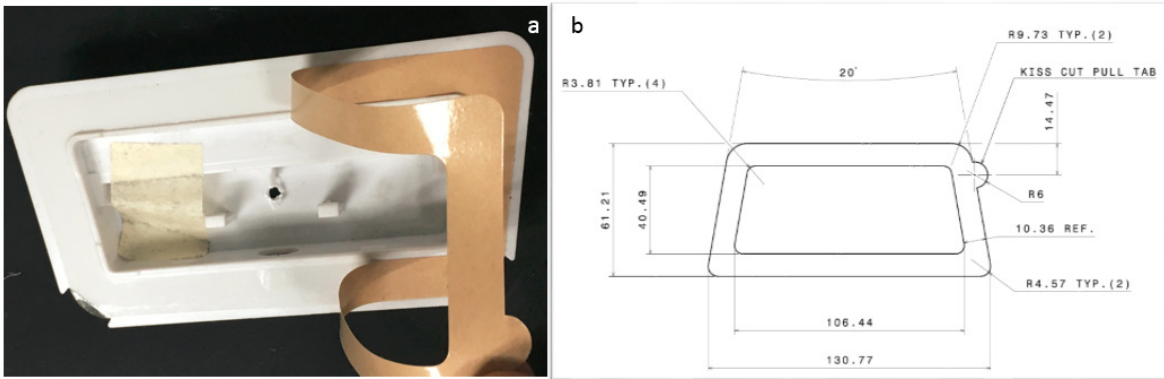 a
b
R9.73 TYP.(2)
KISS CUT PULL TAB
20°
R3.81 TYP.(4)
14.47
61.21
40.49
R6
10.36 REF.
R4.57 TYP.(2)
106.44
130.77